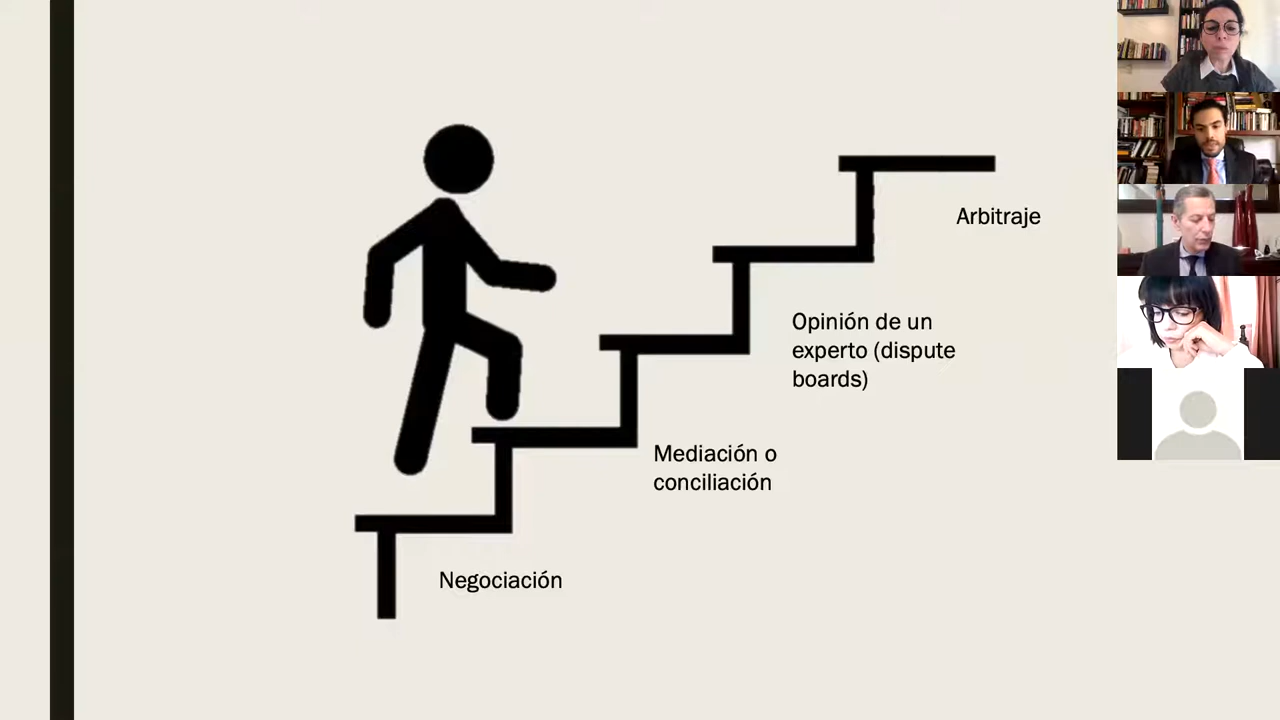 Arbitraje
Opinión de un
experto (dispute
boards)
Mediación o
conciliación
Negociación